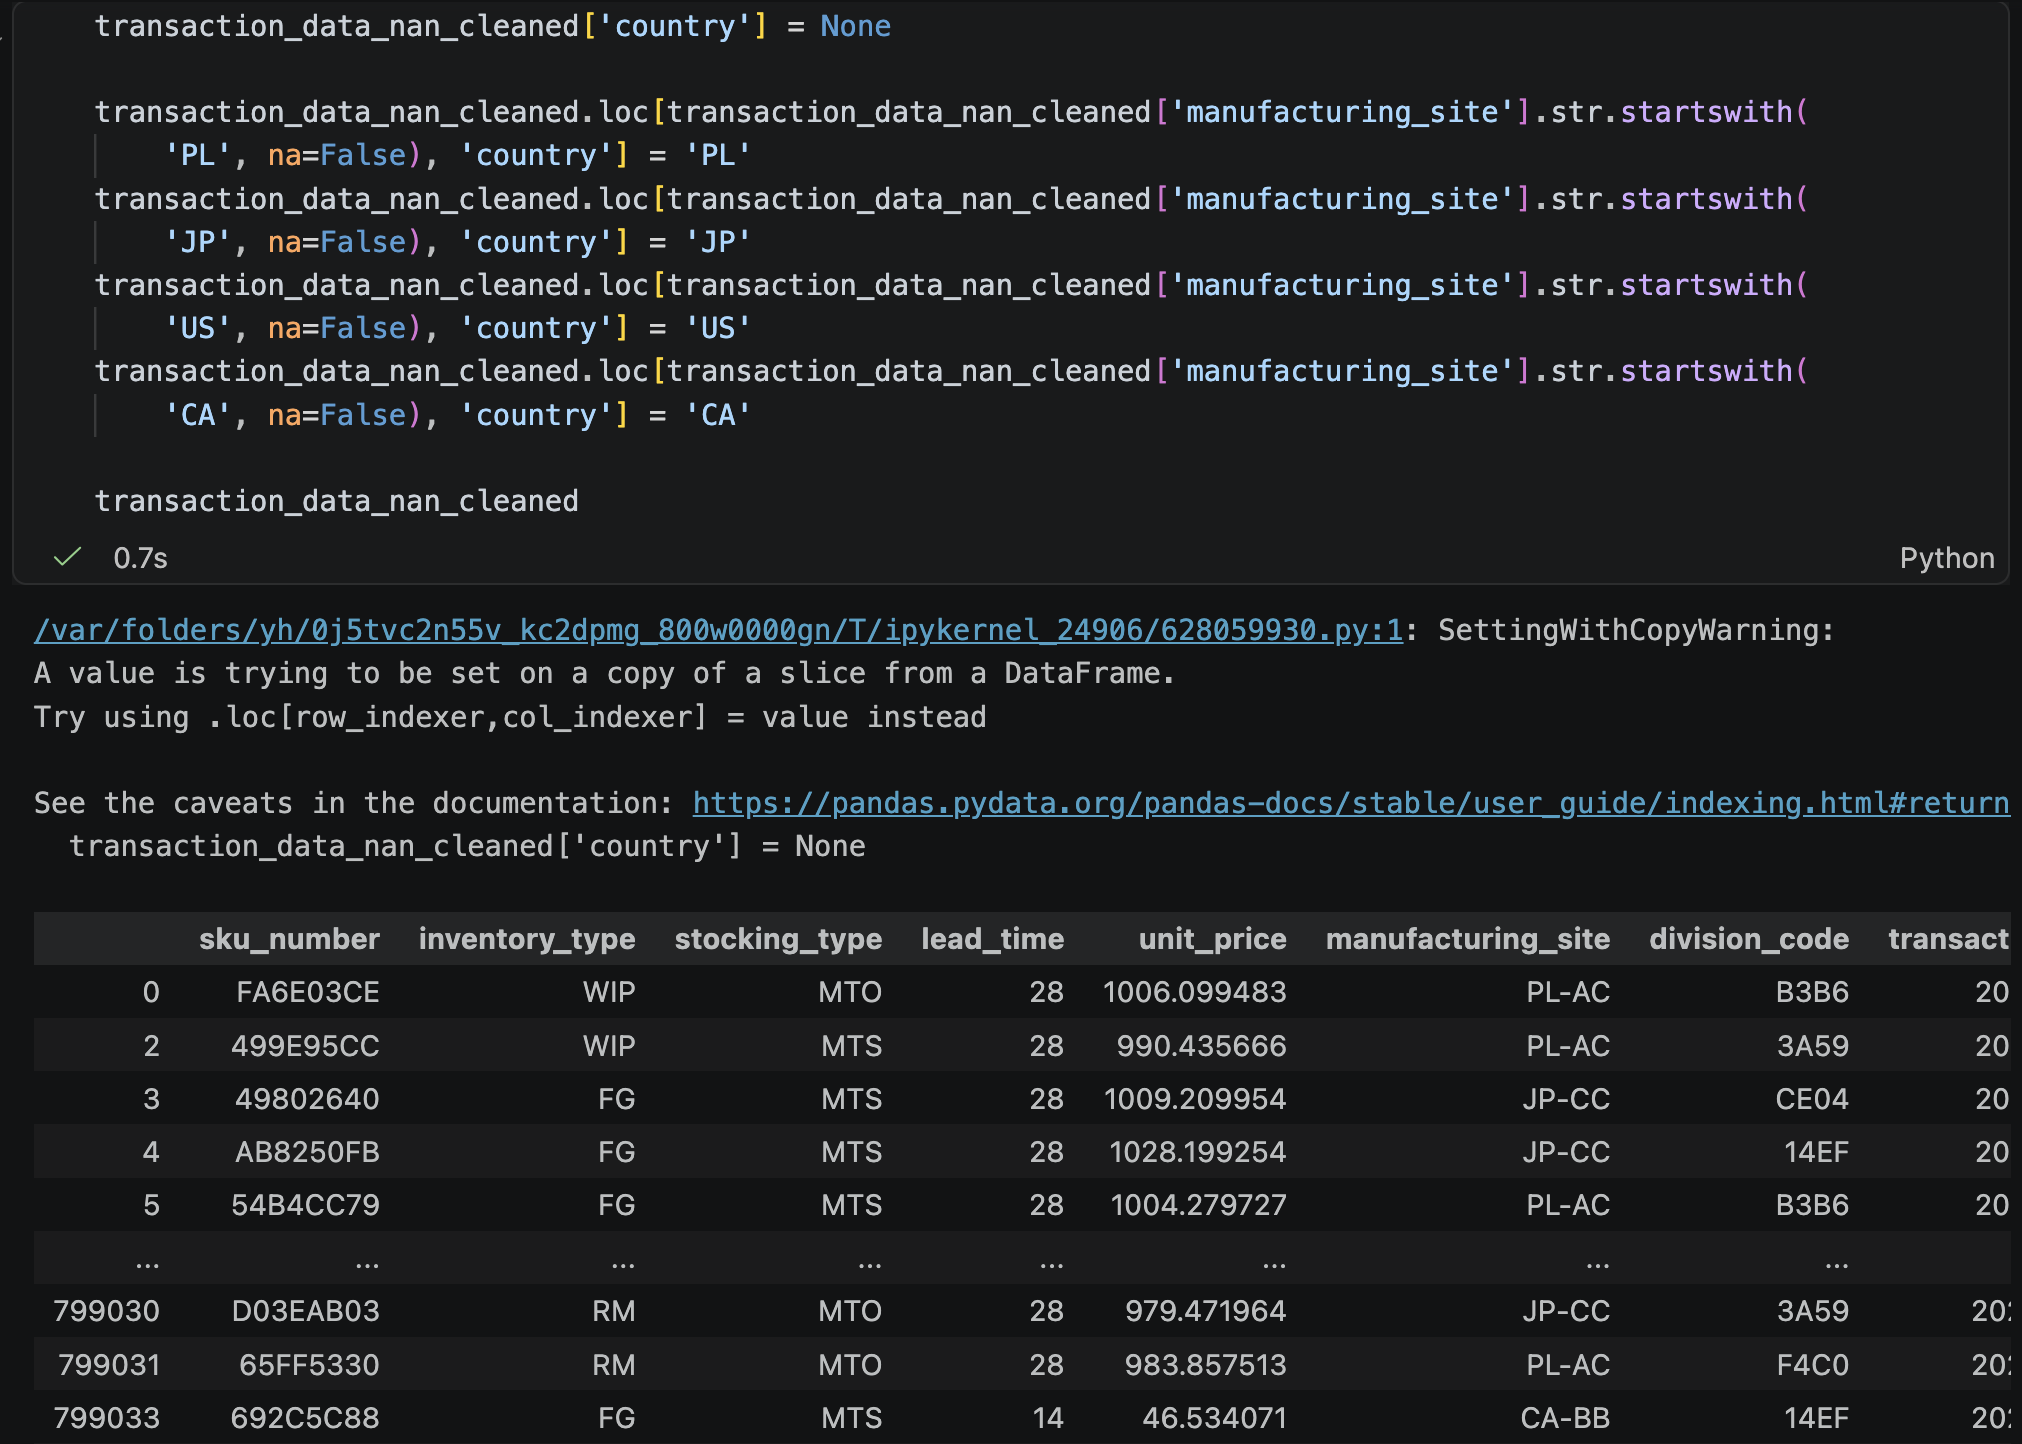 transaction_data_nan_cleaned['country'] = None
transaction_data_nan_cleaned.loc[transaction_data_nan_cleaned['manufacturing_site'].str.startswith(
'PL', na=False), 'country'] = 'PL'
transaction_data_nan_cleaned.loc[transaction_data_nan_cleaned['manufacturing_site'].str.startswith(
'JP', na=False), 'country'] = 'JP'
transaction_data_nan_cleaned.loc[transaction_data_nan_cleaned['manufacturing_site'].str.startswith(
'US', na=False), 'country'] = 'US'
transaction_data_nan_cleaned.loc[transaction_data_nan_cleaned['manufacturing_site'].str.startswith(
'CA', na=False), 'country'] = 'CA'
transaction_data_nan_cleaned
0.7s Python
/var/folders/yh/0j5tvc2n55v_kc2dpmg_800w0000gn/T/ipykernel_24906/628059930.py:1: SettingWithCopyWarning:
A value is trying to be set on a copy of a slice from a DataFrame.
Try using .loc[row_indexer,col_indexer] = value instead
See the caveats in the documentation: https://pandas.pydata.org/pandas-docs/stable/user_guide/indexing.html#return
transaction_data_nan_cleaned['country'] = None
sku_number inventory_type stocking_type lead_time unit_price manufacturing_site division_code transact
0 FA6E03CE WIP MTO 28 1006.099483 PL-AC B3B6 20
2 499E95CC WIP MTS 28 990.435666 PL-AC 3A59 20
3 49802640 FG MTS 28 1009.209954 JP-CC CE04 20
4 AB8250FB FG MTS 28 1028.199254 JP-CC 14EF 20
5 54B4CC79 FG MTS 28 1004.279727 PL-AC B3B6 20
... ... ... ... ... ... ... ...
799030 D03EAB03 RM MTO 28 979.471964 JP-CC 3A59 202
799031 65FF5330 RM MTO 28 983.857513 PL-AC F4C0 202
799033 692C5C88 FG MTS 14 46.534071 CA-BB 14EF 202